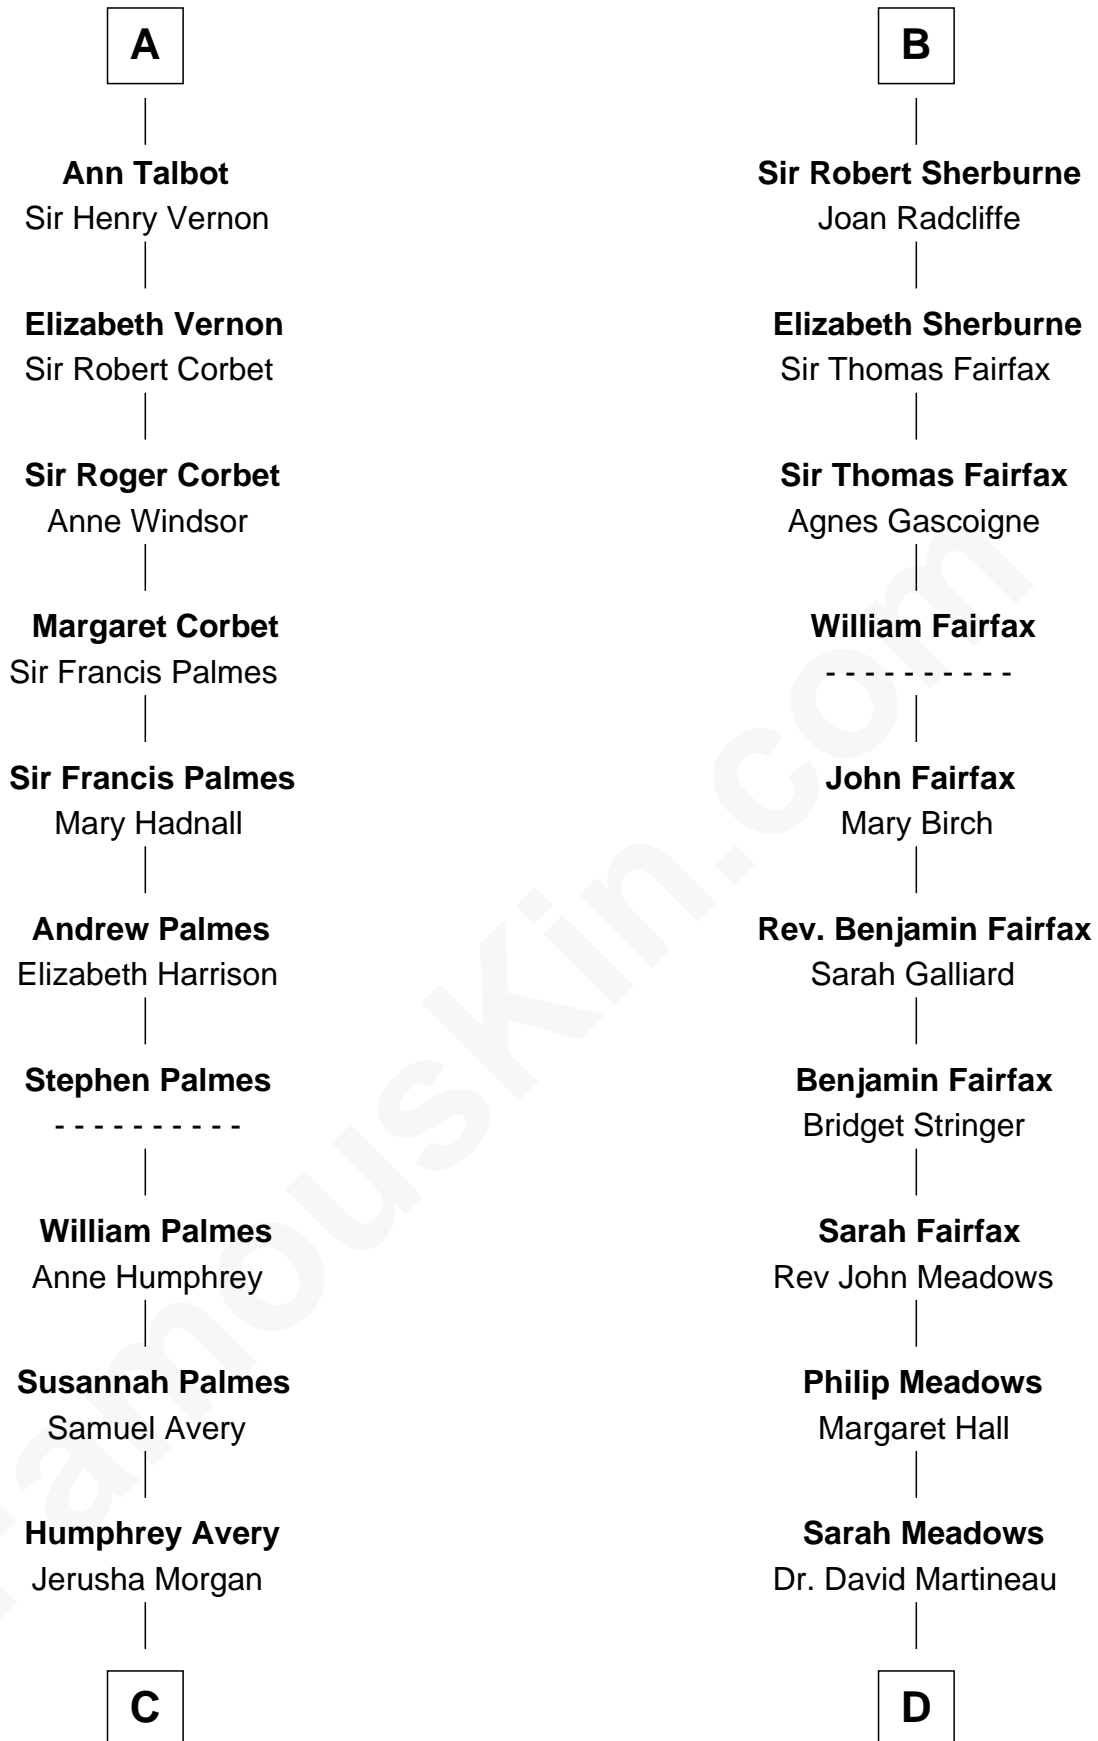 A
Ann Talbot
Sir Henry Vernon
Elizabeth Vernon
Sir Robert Corbet
Sir Roger Corbet
Anne Windsor
Margaret Corbet
Sir Francis Palmes
Sir Francis Palmes
Mary Hadnall
Andrew Palmes
Elizabeth Harrison
Stephen Palmes
- - - - - - - - - -
William Palmes
Anne Humphrey
Susannah Palmes
Samuel Avery
Humphrey Avery
Jerusha Morgan
C
B
Sir Robert Sherburne
Joan Radcliffe
Elizabeth Sherburne
Sir Thomas Fairfax
Sir Thomas Fairfax
Agnes Gascoigne
William Fairfax
- - - - - - - - - -
John Fairfax
Mary Birch
Rev. Benjamin Fairfax
Sarah Galliard
Benjamin Fairfax
Bridget Stringer
Sarah Fairfax
Rev John Meadows
Philip Meadows
Margaret Hall
Sarah Meadows
Dr. David Martineau
D
FamousKin.com